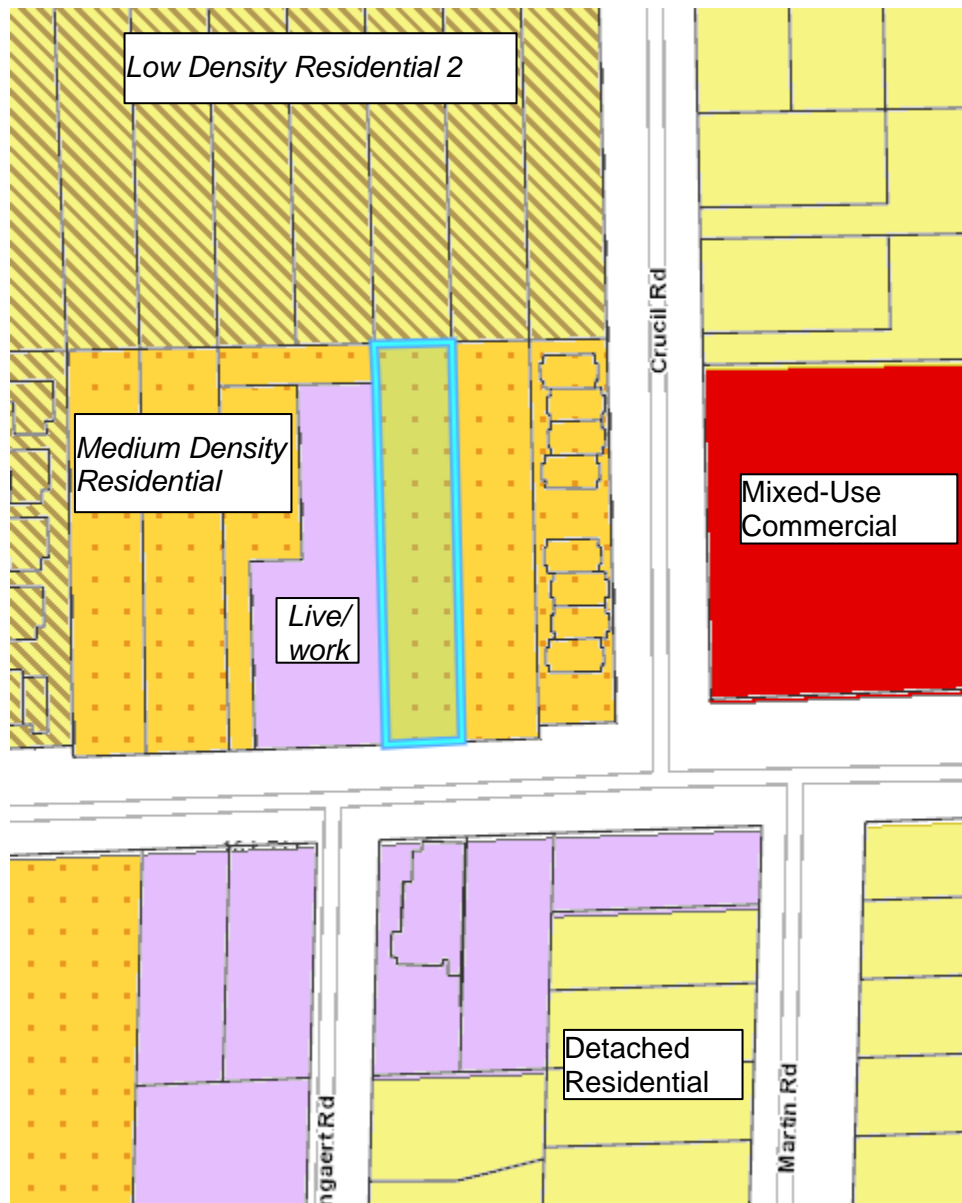 Low Density Residential 2
Crucil Rd
Medium Density
Residential
Mixed-Use
Commercial
Live/
work
Detached
Residential
ngaert Rd
Martin Rd